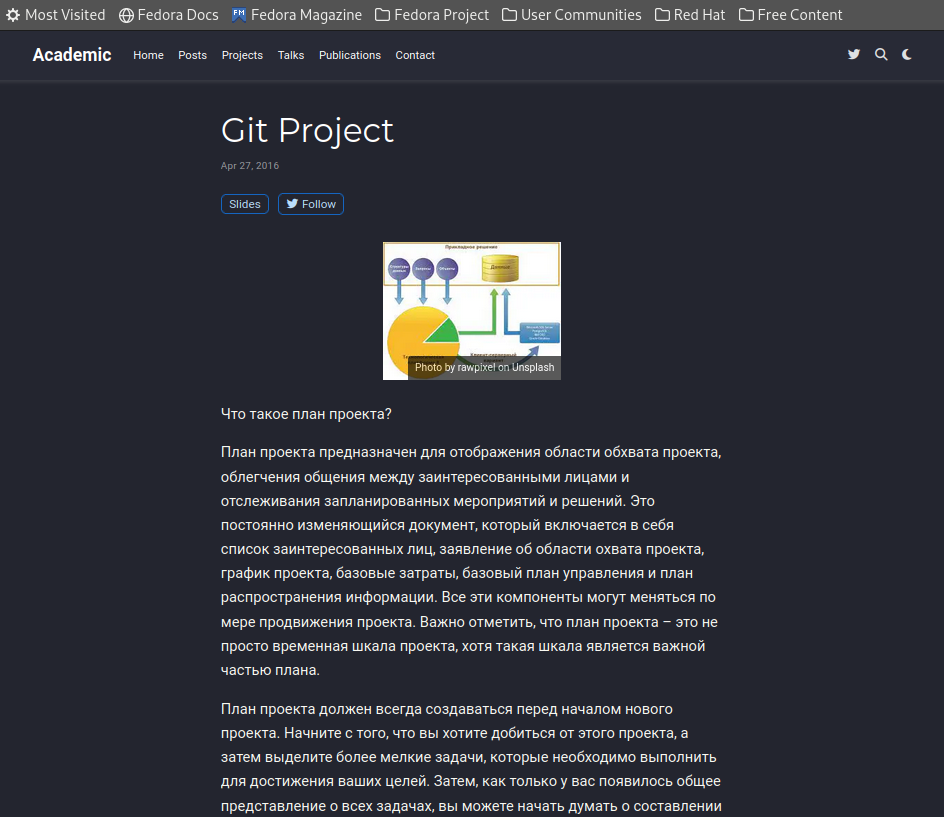 Most Visited Fedora Docs Fedora Magazine Fedora Project User Communities Red Hat Free Content
Academic Home Posts Projects Talks Publications Contact
Git Project
Apr 27, 2016
Slides Follow
Прикладное решение
Данные
Photo by rawpixel on Unsplash
Что такое план проекта?
План проекта предназначен для отображения области обхвата проекта,
облегчения общения между заинтересованными лицами и
отслеживания запланированных мероприятий и решений. Это
постоянно изменяющийся документ, который включается в себя
список заинтересованных лиц, заявление об области охвата проекта,
график проекта, базовые затраты, базовый план управления и план
распространения информации. Все эти компоненты могут меняться по
мере продвижения проекта. Важно отметить, что план проекта – это не
просто временная шкала проекта, хотя такая шкала является важной
частью плана.
План проекта должен всегда создаваться перед началом нового
проекта. Начните с того, что вы хотите добиться от этого проекта, а
затем выделите более мелкие задачи, которые необходимо выполнить
для достижения ваших целей. Затем, как только у вас появилось общее
представление о всех задачах, вы можете начать думать о составлении